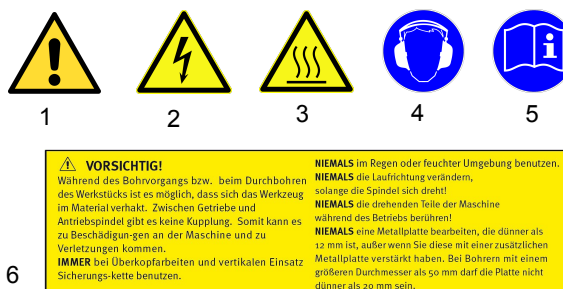 1
2
3
4
5
6
VORSICHTIG!
Während des Bohrvorgangs bzw. beim Durchbohren
des Werkstücks ist es möglich, dass sich das Werkzeug
im Material verhakt. Zwischen Getriebe und
Antriebspindel gibt es keine Kupplung. Somit kann es
zu Beschädigun-gen an der Maschine und zu
Verletzungen kommen.
IMMER bei Überkopfarbeiten und vertikalen Einsatz
Sicherungs-kette benutzen.
NIEMALS im Regen oder feuchter Umgebung benutzen.
NIEMALS die Laufrichtung verändern,
solange die Spindel sich dreht!
NIEMALS die drehenden Teile der Maschine
während des Betriebs berühren!
NIEMALS eine Metallplatte bearbeiten, die dünner als
12 mm ist, außer wenn Sie diese mit einer zusätzlichen
Metallplatte verstärkt haben. Bei Bohrern mit einem
größeren Durchmesser als 50 mm darf die Platte nicht
dünner als 20 mm sein.